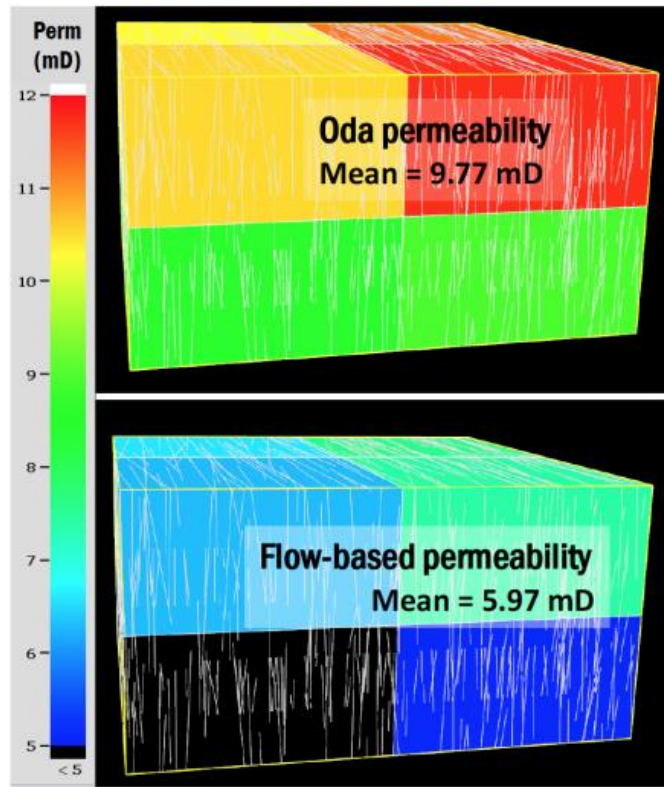 Perm
(mD)
12
11
10
9
8
7
6
5
< 5
Oda permeability
Mean = 9.77 mD
Flow-based permeability
Mean = 5.97 mD